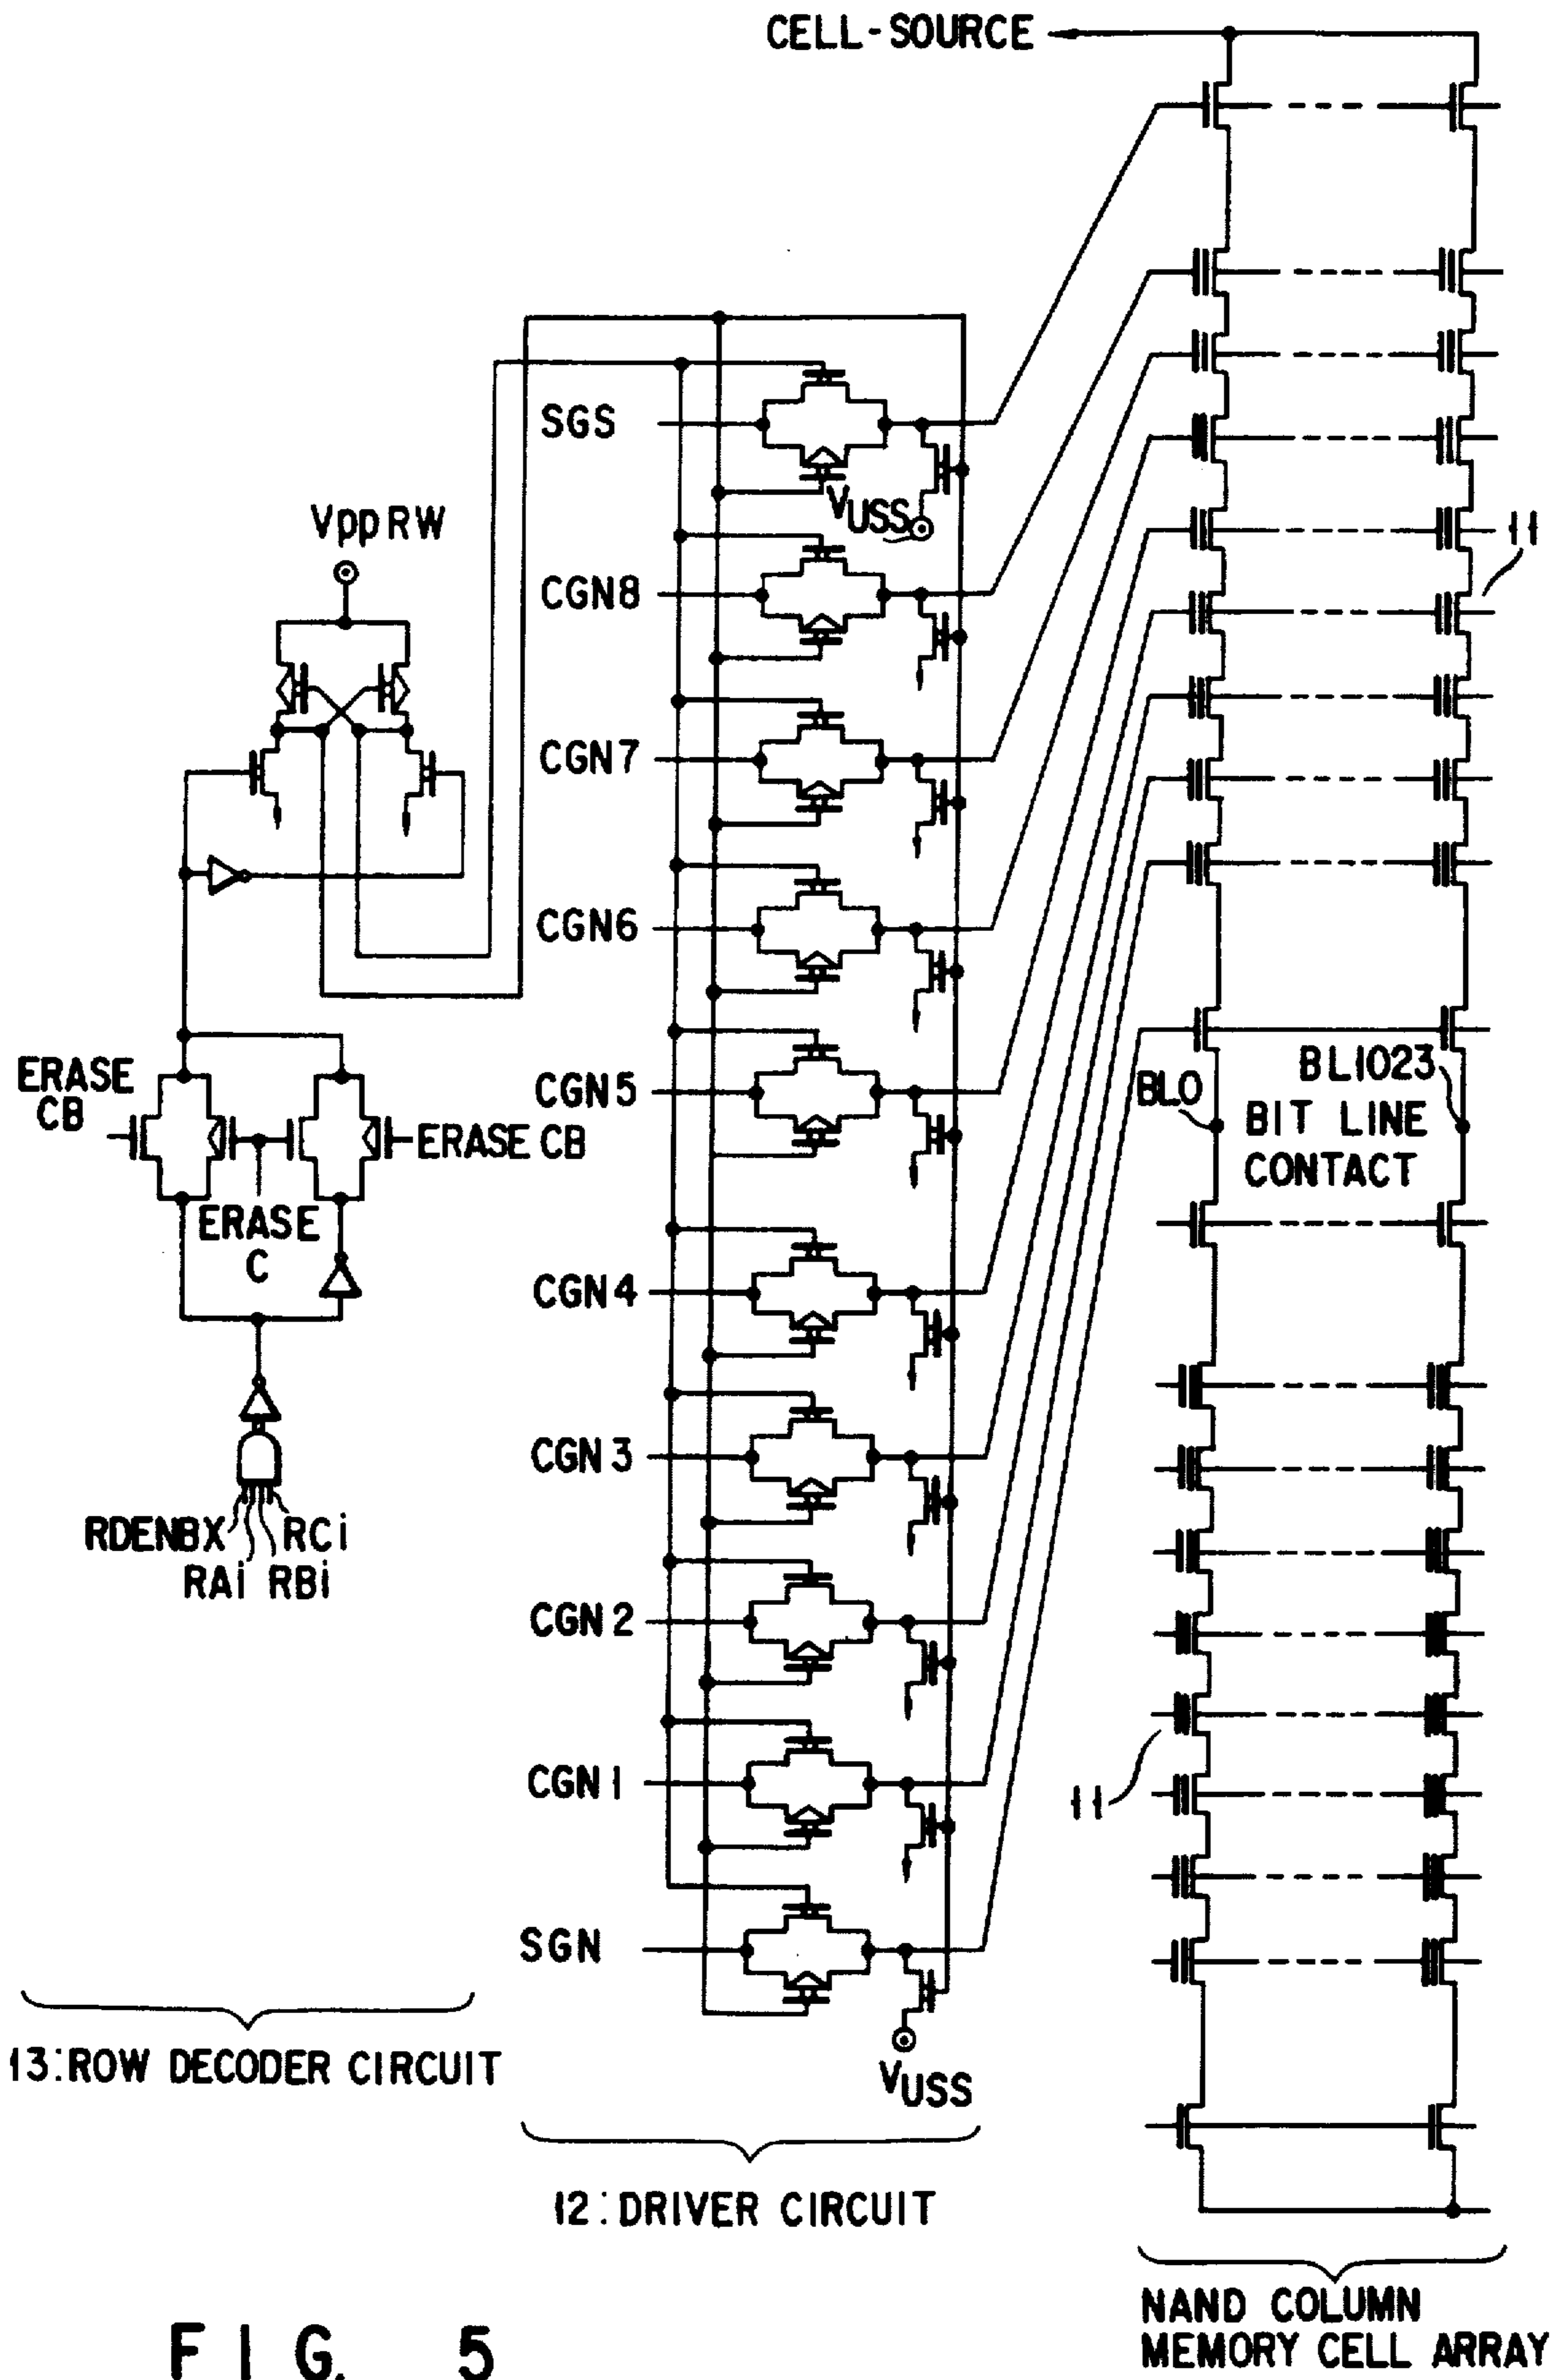 CELL-SOURCE
SGS
VUSS
VppRW
CGN8
11
CGN7
CGN6
ERASE
CB
ERASE CB
ERASE
C
CGN5
BL0
BL1023
BIT LINE
CONTACT
CGN4
CGN3
RDENBX
RCi
RAi
RBi
CGN2
CGN1
11
SGN
VUSS
13:ROW DECODER CIRCUIT
12:DRIVER CIRCUIT
NAND COLUMN
MEMORY CELL ARRAY
FIG. 5